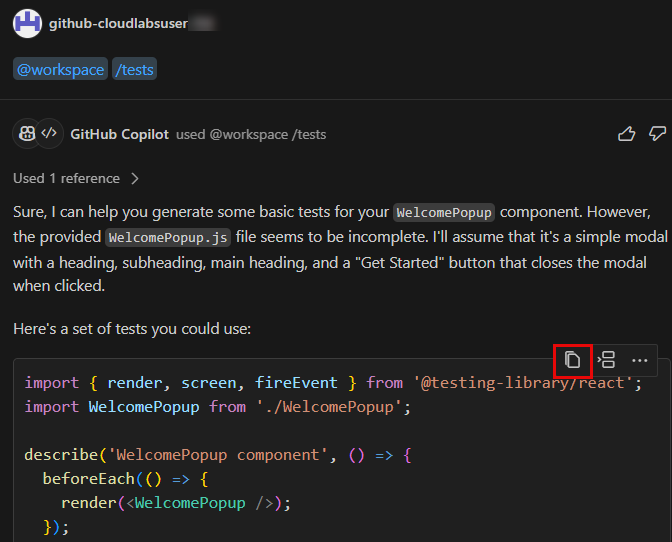 github-cloudlabsuser
@workspace /tests
GitHub Copilot used @workspace /tests
Used 1 reference
Sure, I can help you generate some basic tests for your WelcomePopup component. However,
the provided WelcomePopup.js file seems to be incomplete. I'll assume that it's a simple modal
with a heading, subheading, main heading, and a "Get Started" button that closes the modal
when clicked.
Here's a set of tests you could use:
import { render, screen, fireEvent } from '@testing-library/react';
import WelcomePopup from './WelcomePopup';
describe('WelcomePopup component', () => {
beforeEach(() => {
render(<WelcomePopup />);
});